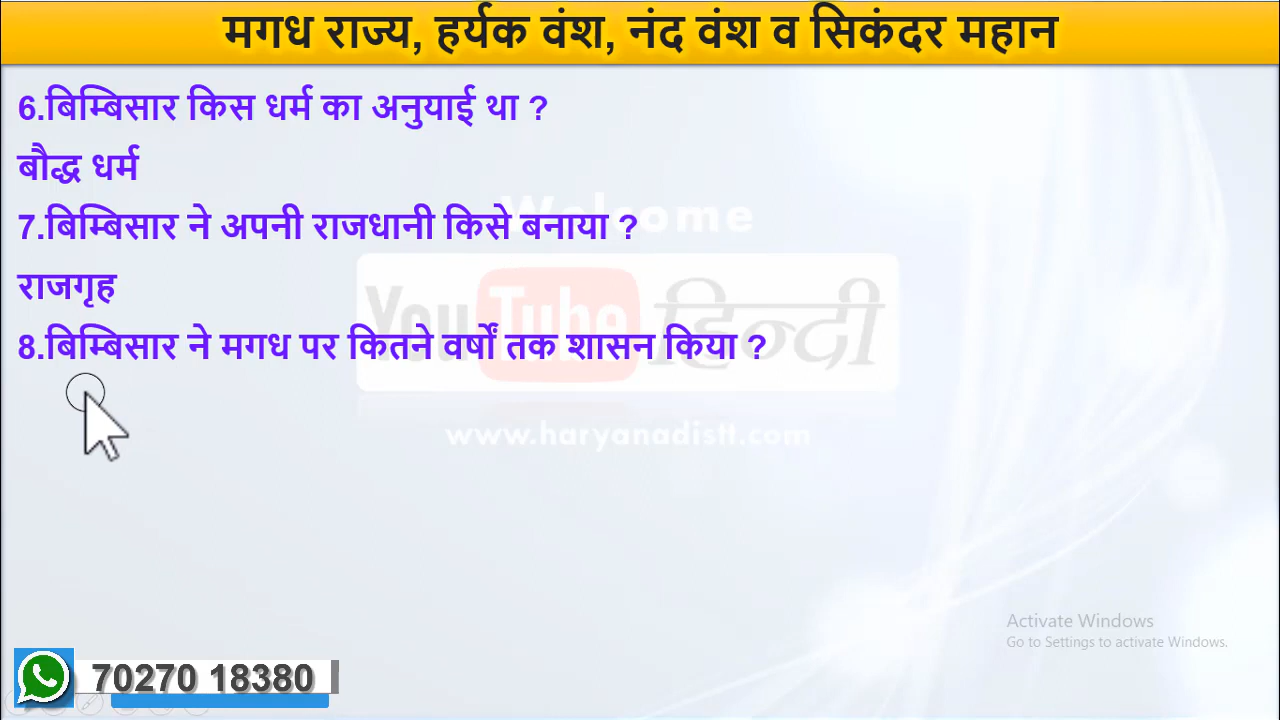 मगध राज्य, हर्यक वंश, नंद वंश व सिकंदर महान
6.बिम्बिसार किस धर्म का अनुयाई था ?
बौद्ध धर्म
7.बिम्बिसार ने अपनी राजधानी किसे बनाया ?
Welcome
राजगृह
YouTube हिन्दी
8.बिम्बिसार ने मगध पर कितने वर्षों तक शासन किया ?
www.haryanadistt.com
Activate Windows
Go to Settings to activate Windows.
70270 18380